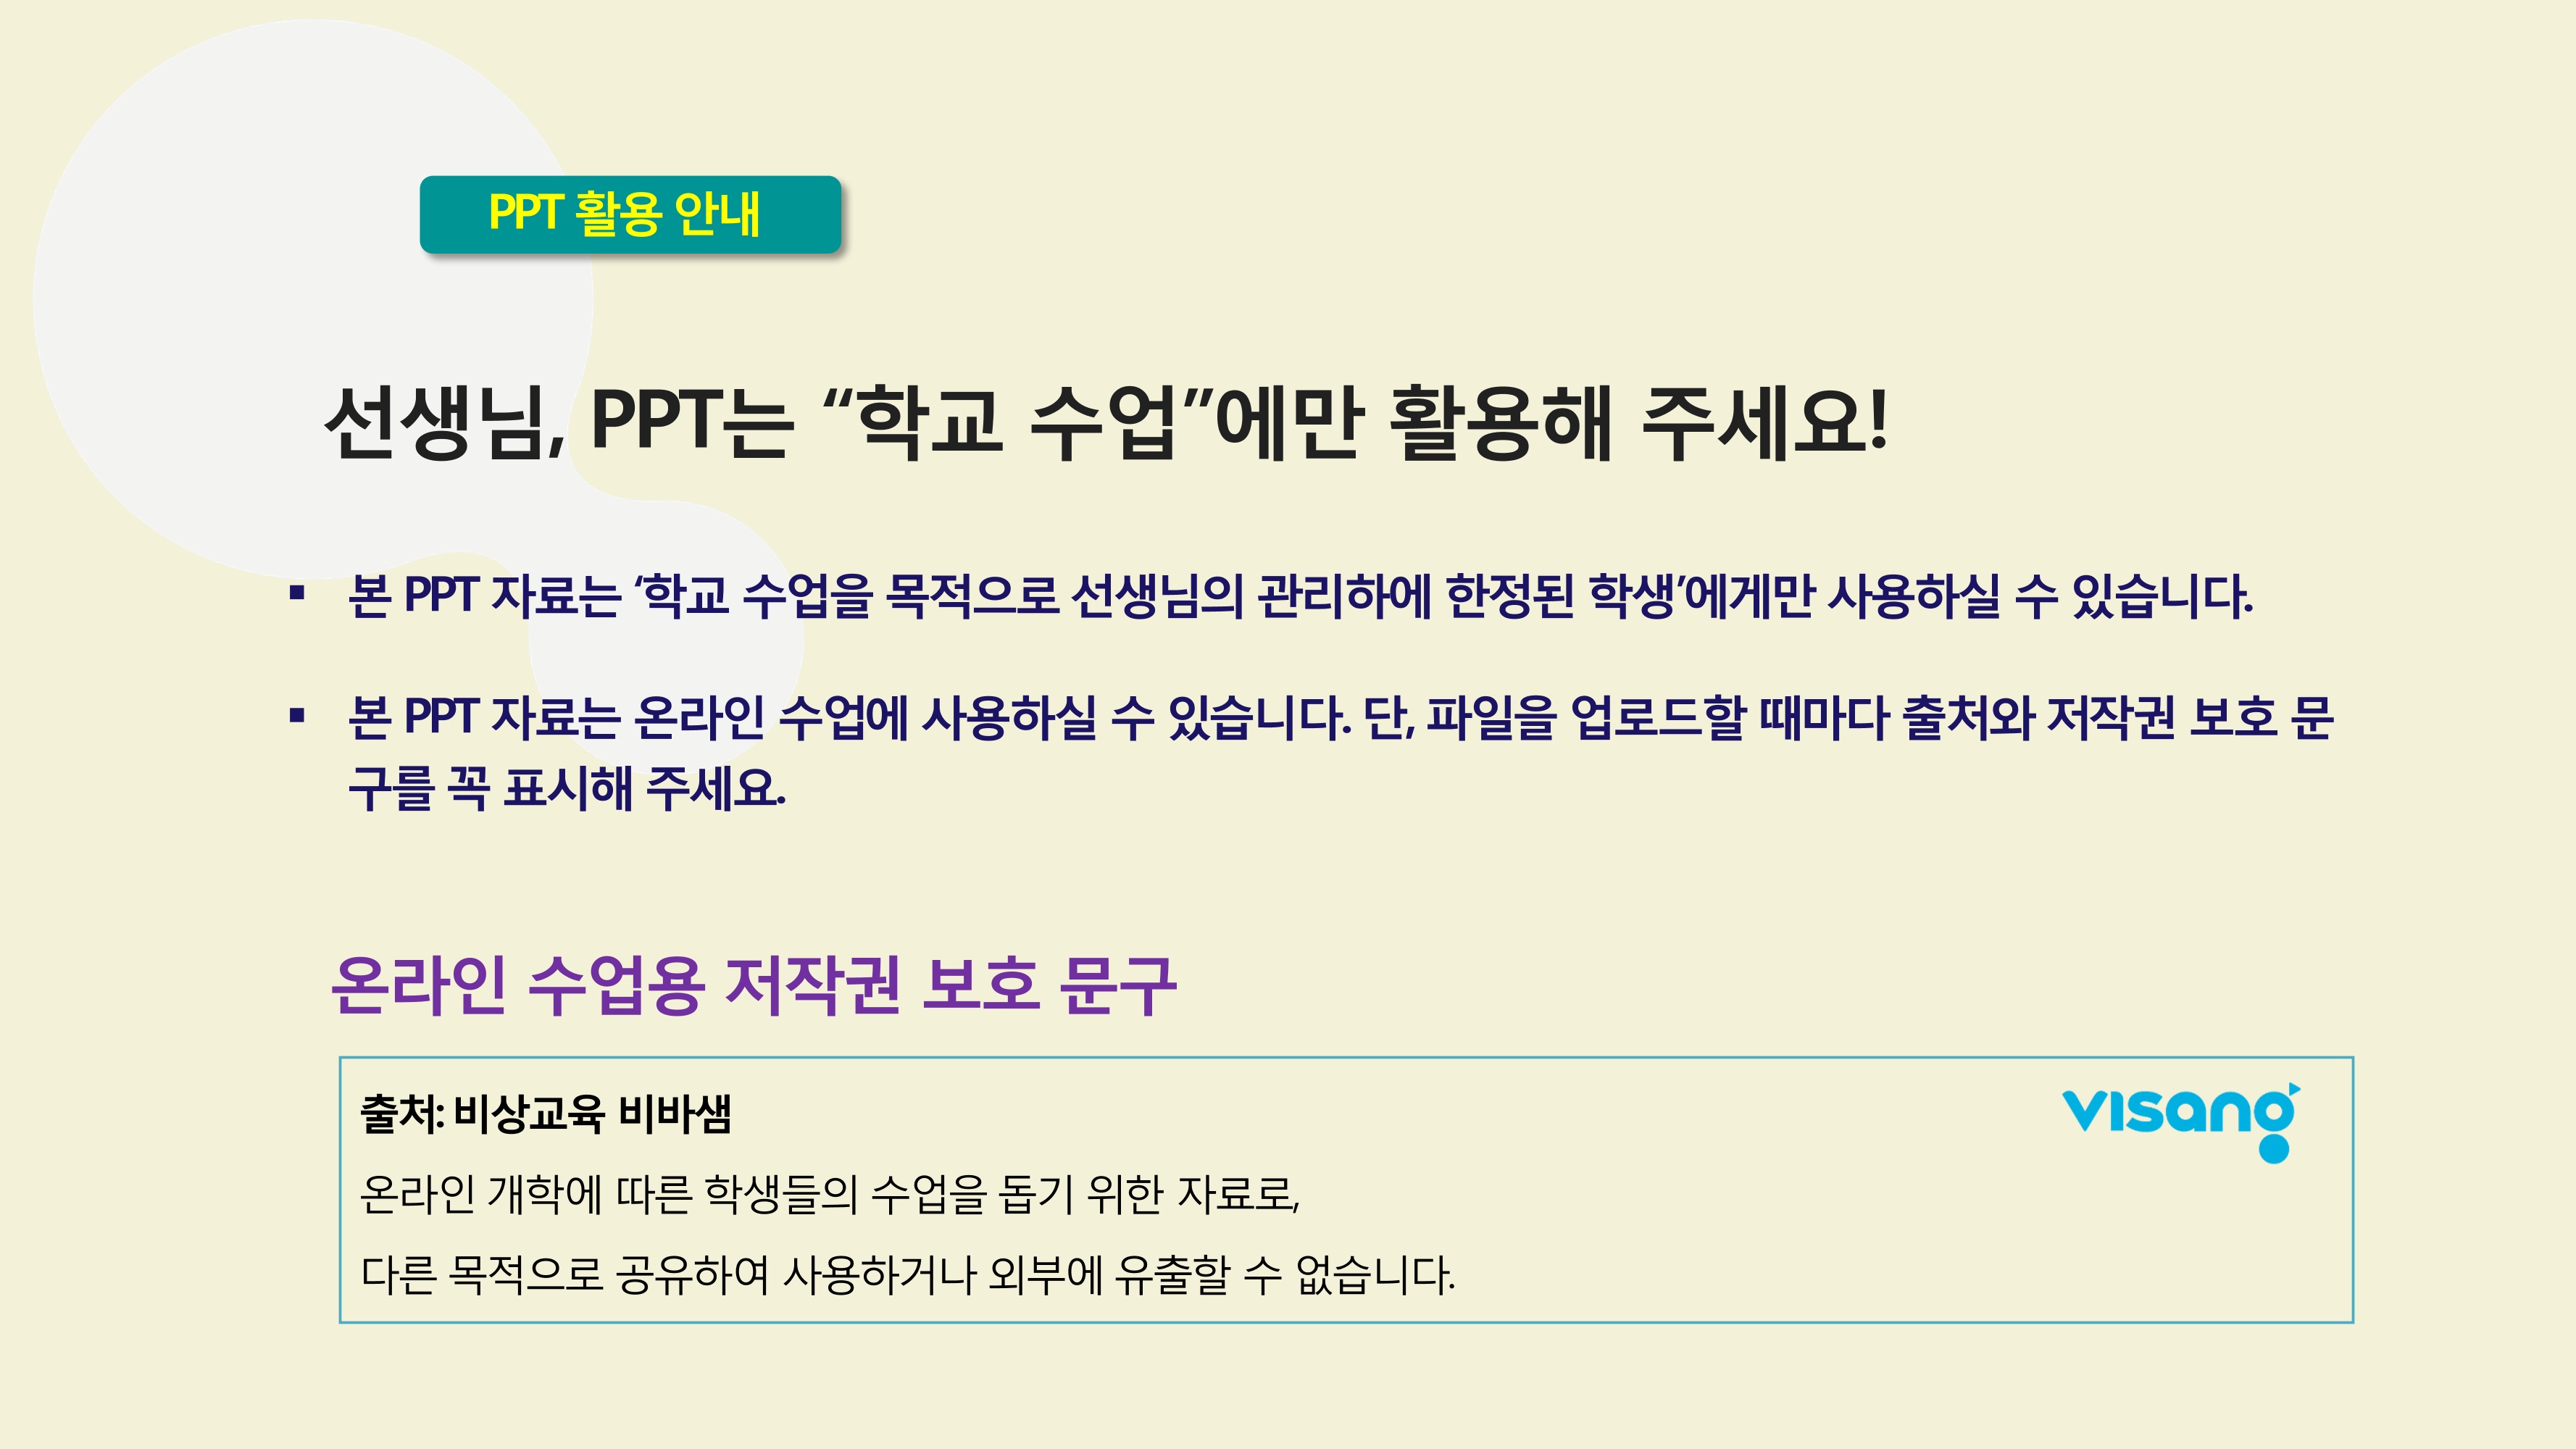 PPT 활용 안내
선생님, PPT는 “학교 수업”에만 활용해 주세요!
▪ 본 PPT 자료는 ‘학교 수업을 목적으로 선생님의 관리하에 한정된 학생’에게만 사용하실 수 있습니다.
▪ 본 PPT 자료는 온라인 수업에 사용하실 수 있습니다. 단, 파일을 업로드할 때마다 출처와 저작권 보호 문
구를 꼭 표시해 주세요.
온라인 수업용 저작권 보호 문구
출처: 비상교육 비바샘
visang
온라인 개학에 따른 학생들의 수업을 돕기 위한 자료로,
다른 목적으로 공유하여 사용하거나 외부에 유출할 수 없습니다.